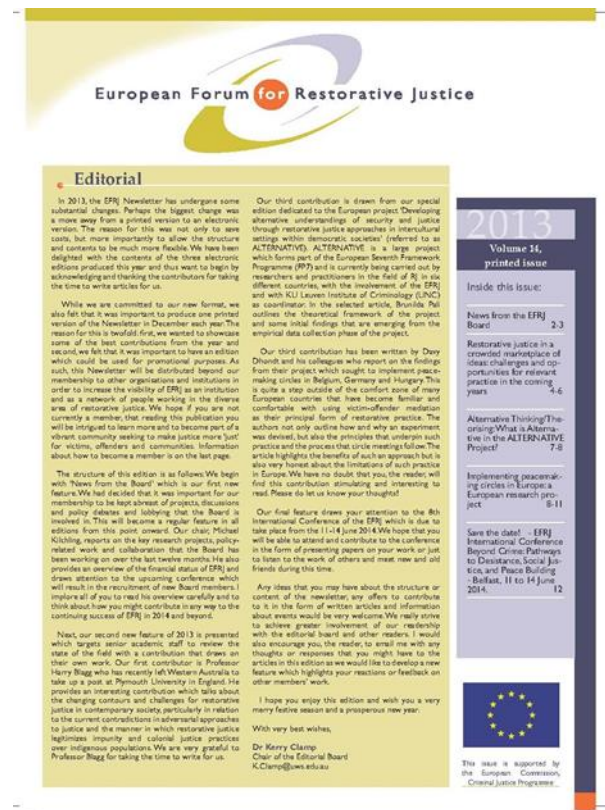 European Forum for Restorative Justice
Editorial
In 2013, the EFRJ Newsletter has undergone some
substantial changes. Perhaps the biggest change was
a move away from a printed version to an electronic
version. The reason for this was not only to save
costs, but more importantly to allow the structure
and contents to be much more flexible. We have been
delighted with the contents of the three electronic
editions produced this year and thus want to begin by
acknowledging and thanking the contributors for taking
the time to write articles for us.
While we are committed to our new format, we
also felt that it was important to produce one printed
version of the Newsletter in December each year. The
reason for this is twofold: first, we wanted to showcase
some of the best contributions from the year and
second, we felt that it was important to have an edition
which could be used for promotional purposes. As
such, this Newsletter will be distributed beyond our
membership to other organisations and institutions in
order to increase the visibility of EFRJ as an institution
and as a network of people working in the diverse
area of restorative justice. We hope if you are not
currently a member, that reading this publication you
will be intrigued to learn more and to become part of a
vibrant community seeking to make justice more 'just'
for victims, offenders and communities. Information
about how to become a member is on the last page.
The structure of this edition is as follows: We begin
with 'News from the Board' which is our first new
feature. We had decided that it was important for our
membership to be kept abreast of projects, discussions
and policy debates and lobbying that the Board is
involved in. This will become a regular feature in all
editions from this point onward. Our chair, Michael
Kilchling, reports on the key research projects, policy-
related work and collaboration that the Board has
been working on over the last twelve months. He also
provides an overview of the financial status of EFRJ and
draws attention to the upcoming conference which
will result in the recruitment of new Board members. I
implore all of you to read his overview carefully and to
think about how you might contribute in any way to the
continuing success of EFRJ in 2014 and beyond.
Next, our second new feature of 2013 is presented
which targets senior academic staff to review the
state of the field with a contribution that draws on
their own work. Our first contributor is Professor
Harry Blagg who has recently left Western Australia to
take up a post at Plymouth University in England. He
provides an interesting contribution which talks about
the changing contours and challenges for restorative
justice in contemporary society, particularly in relation
to the current contradictions in adversarial approaches
to justice and the manner in which restorative justice
legitimizes impunity and colonial justice practices
over indigenous populations. We are very grateful to
Professor Blagg for taking the time to write for us.
Our third contribution is drawn from our special
edition dedicated to the European project 'Developing
alternative understandings of security and justice
through restorative justice approaches in intercultural
settings within democratic societies' (referred to as
ALTERNATIVE). ALTERNATIVE is a large project
which forms part of the European Seventh Framework
Programme (FP7) and is currently being carried out by
researchers and practitioners in the field of RJ in six
different countries, with the involvement of the EFRJ
and with KU Leuven Institute of Criminology (LINC)
as coordinator. In the selected article, Brunilda Pali
outlines the theoretical framework of the project
and some initial findings that are emerging from the
empirical data collection phase of the project.
Our third contribution has been written by Davy
Dhondt and his colleagues who report on the findings
from their project which sought to implement peace-
making circles in Belgium, Germany and Hungary. This
is quite a step outside of the comfort zone of many
European countries that have become familiar and
comfortable with using victim-offender mediation
as their principal form of restorative practice. The
authors not only outline how and why an experiment
was devised, but also the principles that underpin such
practice and the process that circle meetings follow. The
article highlights the benefits of such an approach but is
also very honest about the limitations of such practice
in Europe. We have no doubt that you, the reader, will
find this contribution stimulating and interesting to
read. Please do let us know your thoughts!
Our final feature draws your attention to the 8th
International Conference of the EFRJ which is due to
take place from the 11-14 June 2014. We hope that you
will be able to attend and contribute to the conference
in the form of presenting papers on your work or just
to listen to the work of others and meet new and old
friends during this time.
Any ideas that you may have about the structure or
content of the newsletter, any offers to contribute
to it in the form of written articles and information
about events would be very welcome. We really strive
to achieve greater involvement of our readership
with the editorial board and other readers. I would
also encourage you, the reader, to email me with any
thoughts or responses that you might have to the
articles in this edition as we would like to develop a new
feature which highlights your reactions or feedback on
other members' work.
I hope you enjoy this edition and wish you a very
merry festive season and a prosperous new year.
With very best wishes,
Dr Kerry Clamp
Chair of the Editorial Board
K.Clamp@uws.edu.au
2013
Volume 14,
printed issue
Inside this issue:
News from the EFRJ
Board 2-3
Restorative justice in a
crowded marketplace of
ideas: challenges and op-
portunities for relevant
practice in the coming
years 4-6
Alternative Thinking/The-
orising: What is Alterna-
tive in the ALTERNATIVE
Project? 7-8
Implementing peacemak-
ing circles in Europe: a
European research pro-
ject 8-11
Save the date! - EFRJ
International Conference
Beyond Crime: Pathways
to Desistance, Social Jus-
tice, and Peace Building
- Belfast, 11 to 14 June
2014. 12
This issue is supported by
the European Commission,
Criminal Justice Programme